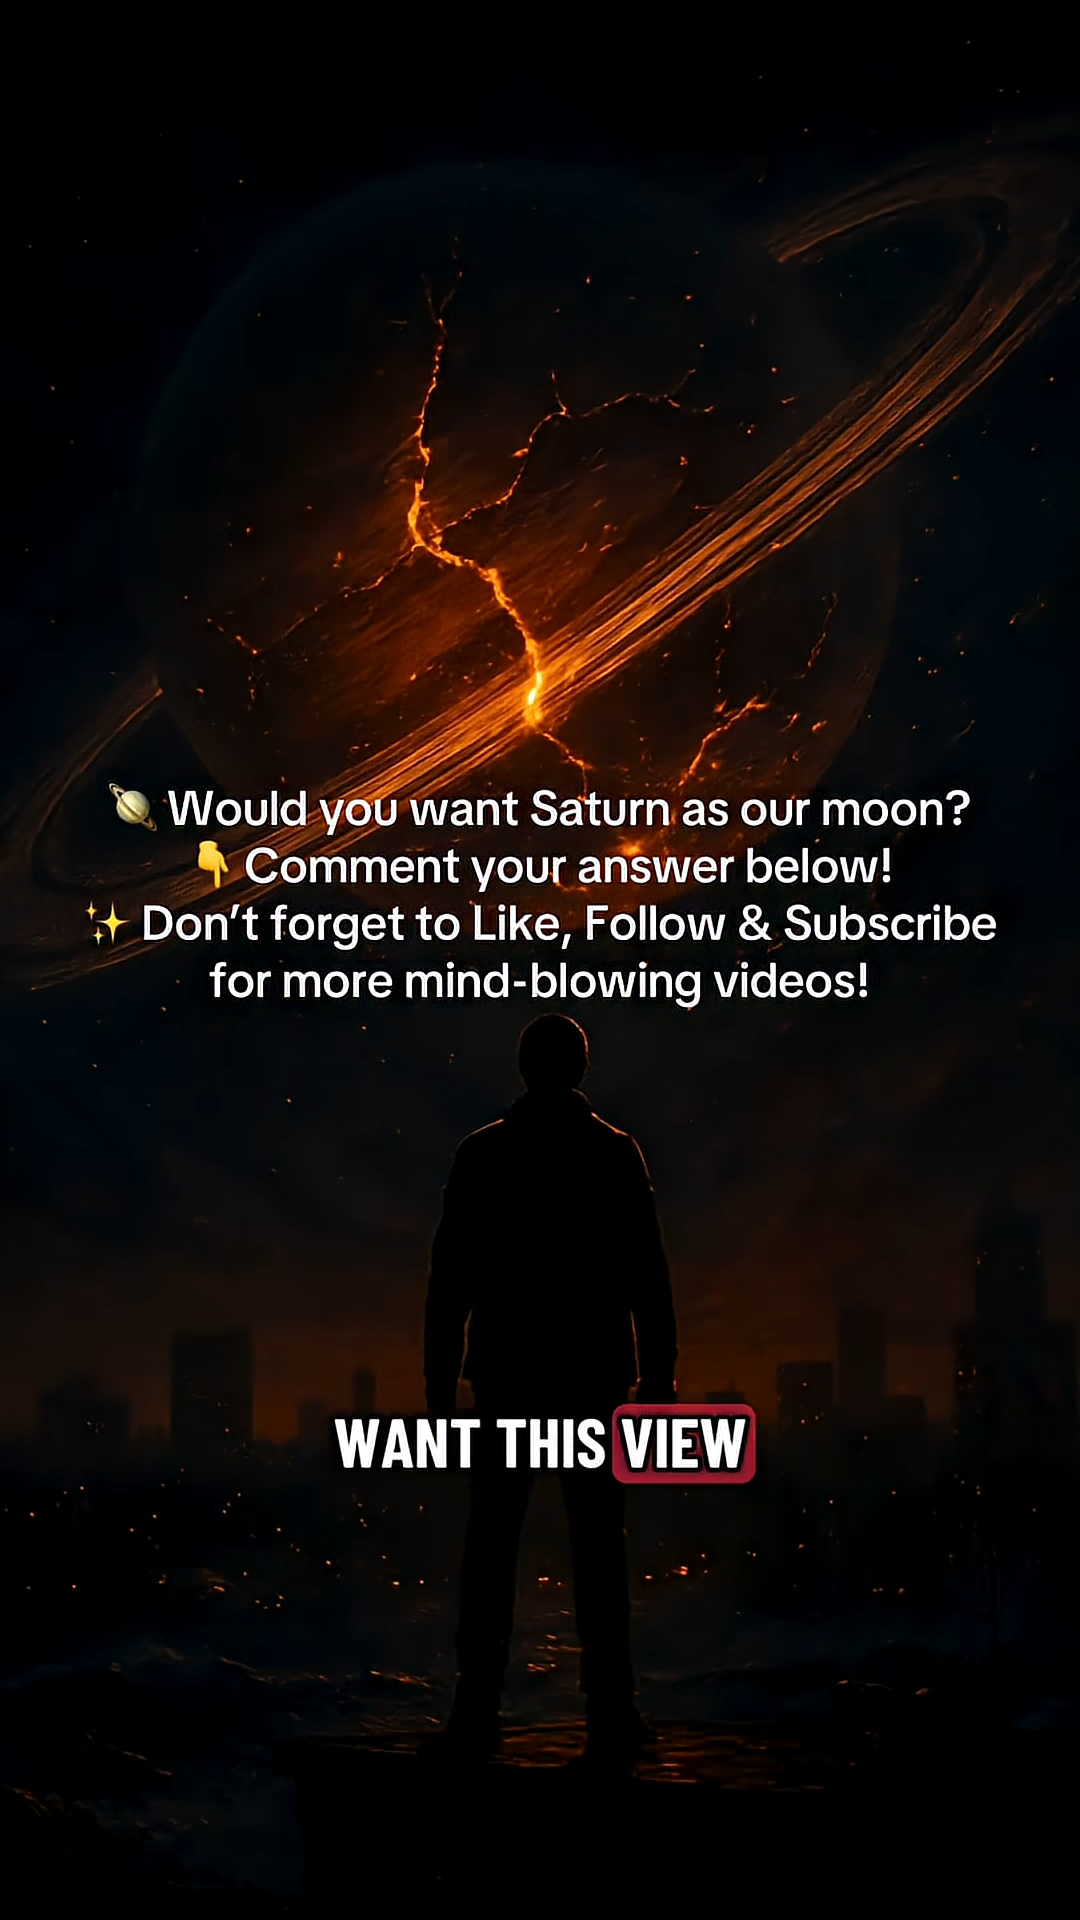 🪐 Would you want Saturn as our moon?
👇 Comment your answer below!
✨ Don’t forget to Like, Follow & Subscribe
for more mind-blowing videos!
WANT THIS VIEW